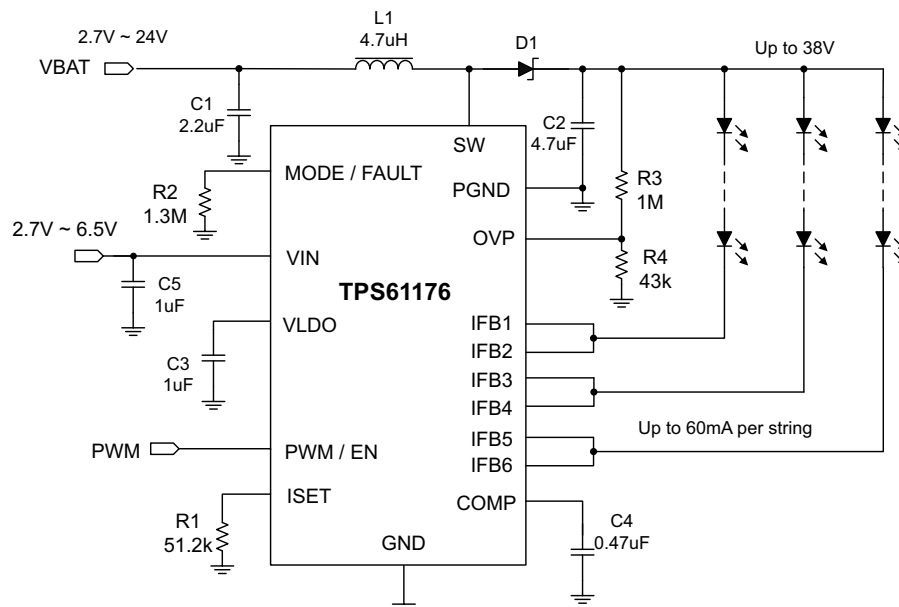 L1
4.7uH
2.7V ~ 24V
VBAT
D1
Up to 38V
C1
2.2uF
C2
4.7uF
SW
MODE / FAULT
PGND
R2
1.3M
R3
1M
2.7V ~ 6.5V
VIN
OVP
R4
43k
C5
1uF
TPS61176
VLDO
IFB1
IFB2
C3
1uF
IFB3
IFB4
IFB5
IFB6
Up to 60mA per string
PWM
PWM / EN
ISET
COMP
R1
51.2k
C4
0.47uF
GND